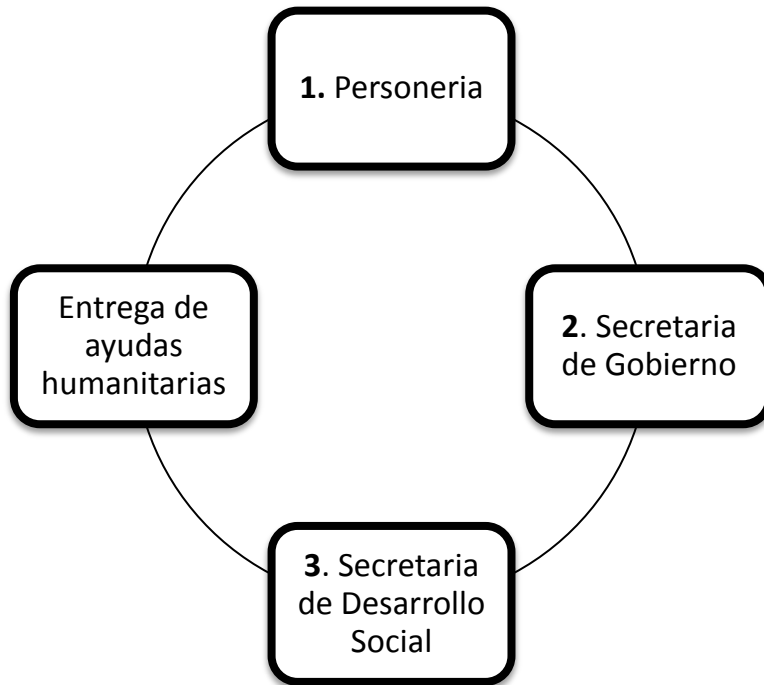 1. Personeria
2. Secretaria
de Gobierno
3. Secretaria
de Desarrollo
Social
Entrega de
ayudas
humanitarias